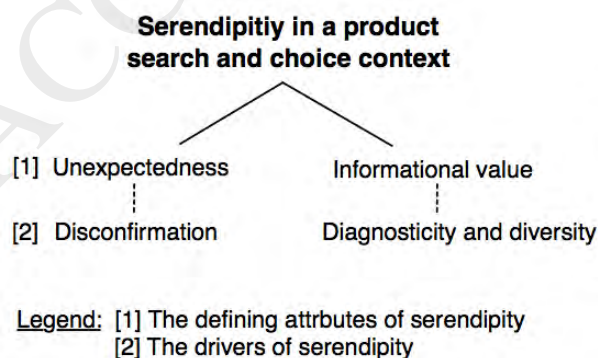 Serendipitiy in a product
search and choice context
[1] Unexpectedness Informational value
[2] Disconfirmation Diagnosticity and diversity
Legend: [1] The defining attrbutes of serendipity
[2] The drivers of serendipity